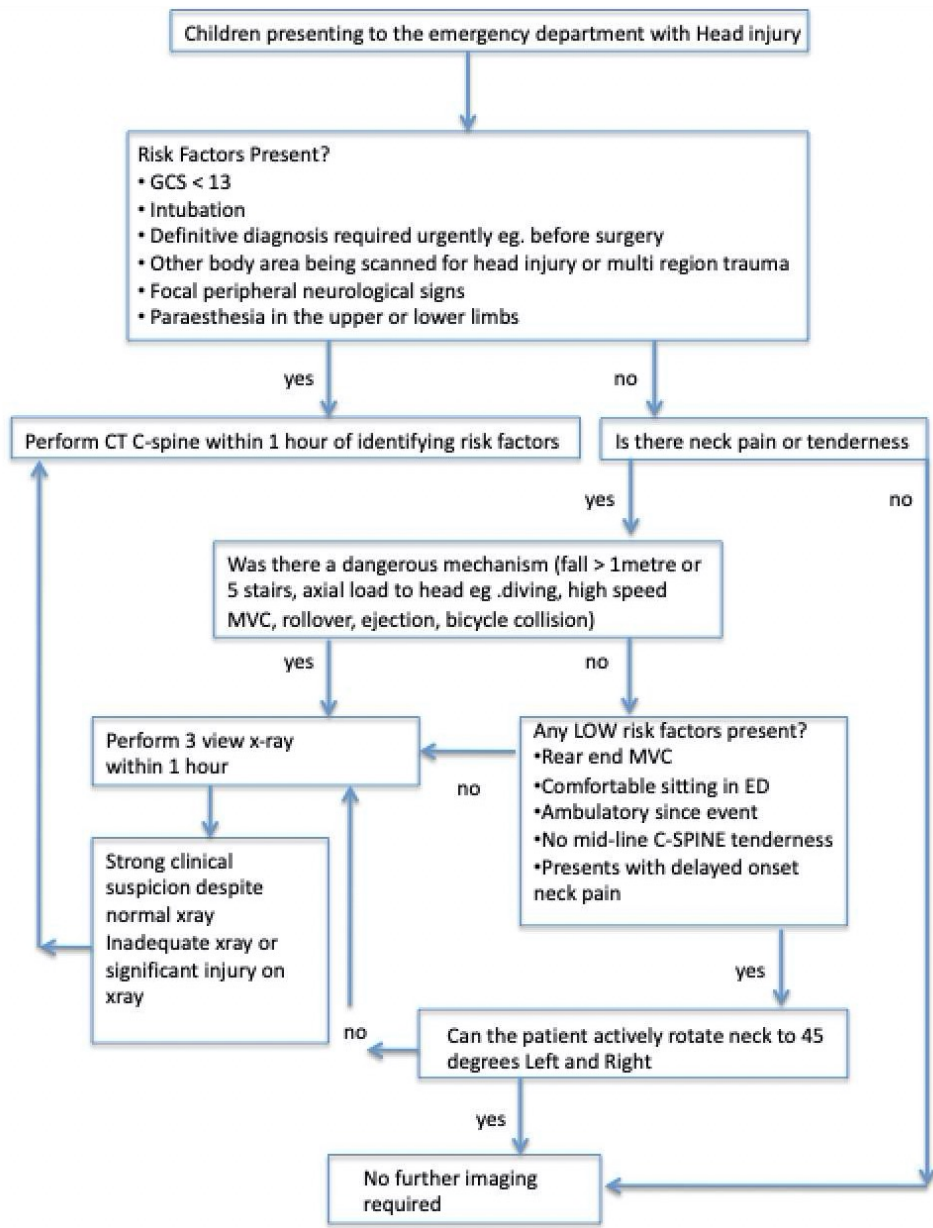 Children presenting to the emergency department with Head injury
Risk Factors Present?
• GCS < 13
• Intubation
• Definitive diagnosis required urgently eg. before surgery
• Other body area being scanned for head injury or multi region trauma
• Focal peripheral neurological signs
• Paraesthesia in the upper or lower limbs
yes
no
Perform CT C-spine within 1 hour of identifying risk factors
Is there neck pain or tenderness
yes
no
Was there a dangerous mechanism (fall > 1metre or
5 stairs, axial load to head eg .diving, high speed
MVC, rollover, ejection, bicycle collision)
yes
no
Perform 3 view x-ray
within 1 hour
no
Any LOW risk factors present?
•Rear end MVC
•Comfortable sitting in ED
•Ambulatory since event
•No mid-line C-SPINE tenderness
•Presents with delayed onset
neck pain
Strong clinical
suspicion despite
normal xray
Inadequate xray or
significant injury on
xray
yes
no
Can the patient actively rotate neck to 45
degrees Left and Right
yes
No further imaging
required